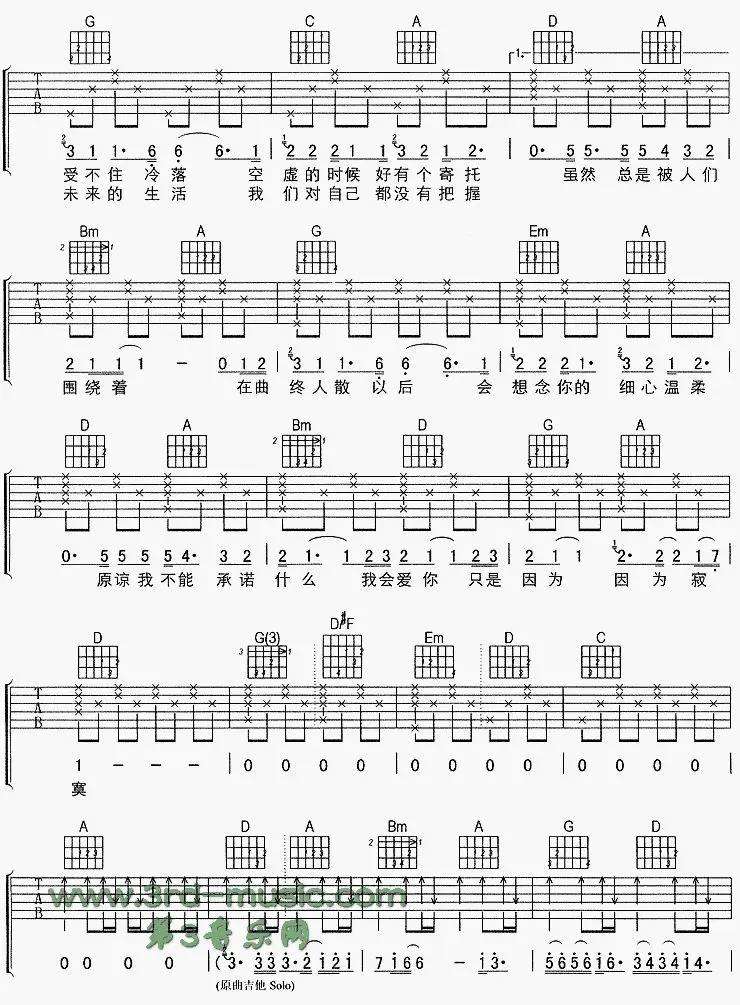 G C A D A
1.
T A B
3 1 1· 6 6 6· 1 2 2 2 1 3 2 1 2· 0· 5 5· 5 5 4 3 2
受不住 冷落 空 虚的时候 好有个寄托 虽然 总是被人们
未来的 生活 我 们对自己 都没有把握
Bm A G Em A
T A B
2 1 1 1 - 0 1 2 3 1 1· 6 6 6· 1 2 2 2 1· 3 2 1 2·
围绕着 在曲 终人散 以后 会 想念你的 细心温柔
D A Bm D G A
T A B
0· 5 5 5 5 5 4· 3 2 2 1· 1 2 3 2 1 1 2 3 2 1 1 2· 2 2 1 7
原谅我不能 承诺 什么 我会爱你 只是 因为 因为 寂
D G(3) D/#F Em D C
T A B
1 - - - 0 0 0 0 0 0 0 0 0 0 0 0
寞
A D A Bm A G D
T A B
www.3rd-music.com
第3音乐网
0 0 0 0 (3· 3 3 3· 2 1 2 1 7 1 6 6 - 1 3· 5 6 5 6 1 6· 3 4 3 4 1 4·
(原曲吉他 Solo)